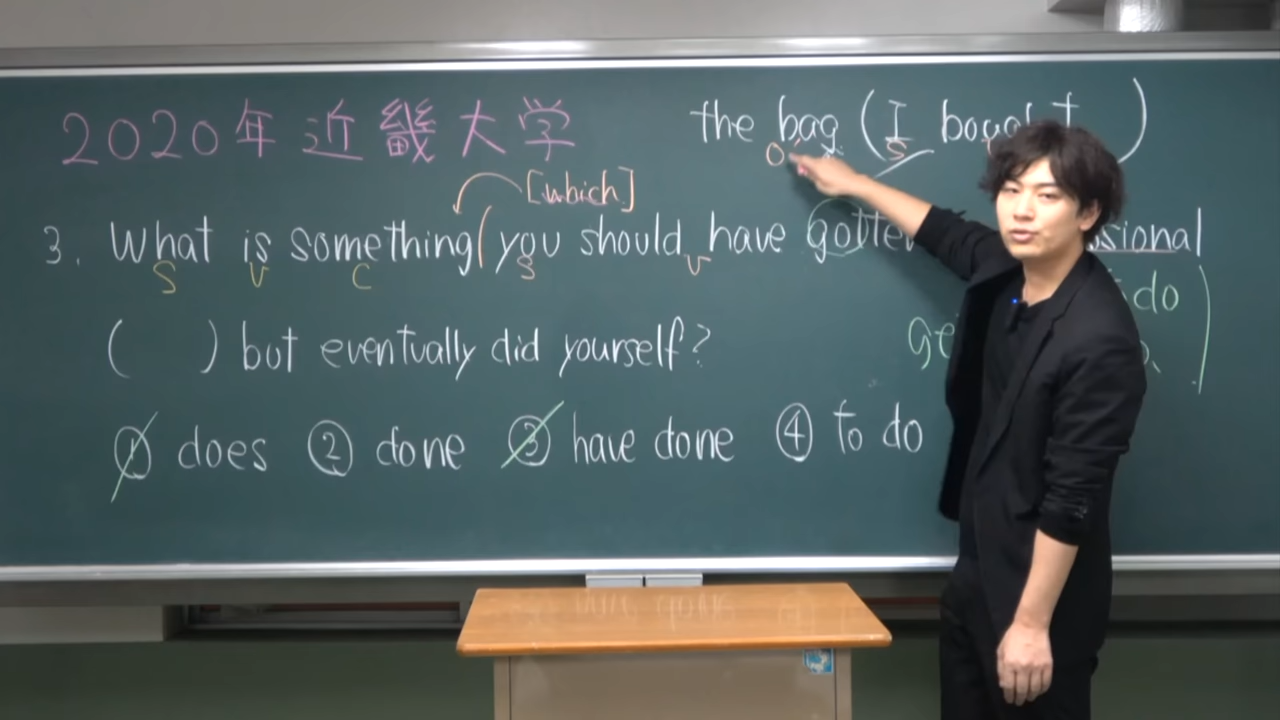 2020年近畿大学
the bag (I bought )
[which]
3. What is something (you should have gotten
S V C S V
( ) but eventually did yourself?
do
① does ② done ③ have done ④ to do